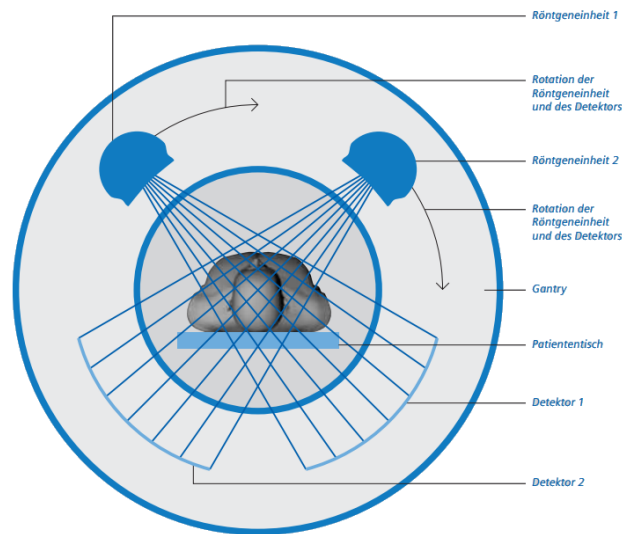 Röntgeneinheit 1
Rotation der
Röntgeneinheit
und des Detektors
Röntgeneinheit 2
Rotation der
Röntgeneinheit
und des Detektors
Gantry
Patiententisch
Detektor 1
Detektor 2